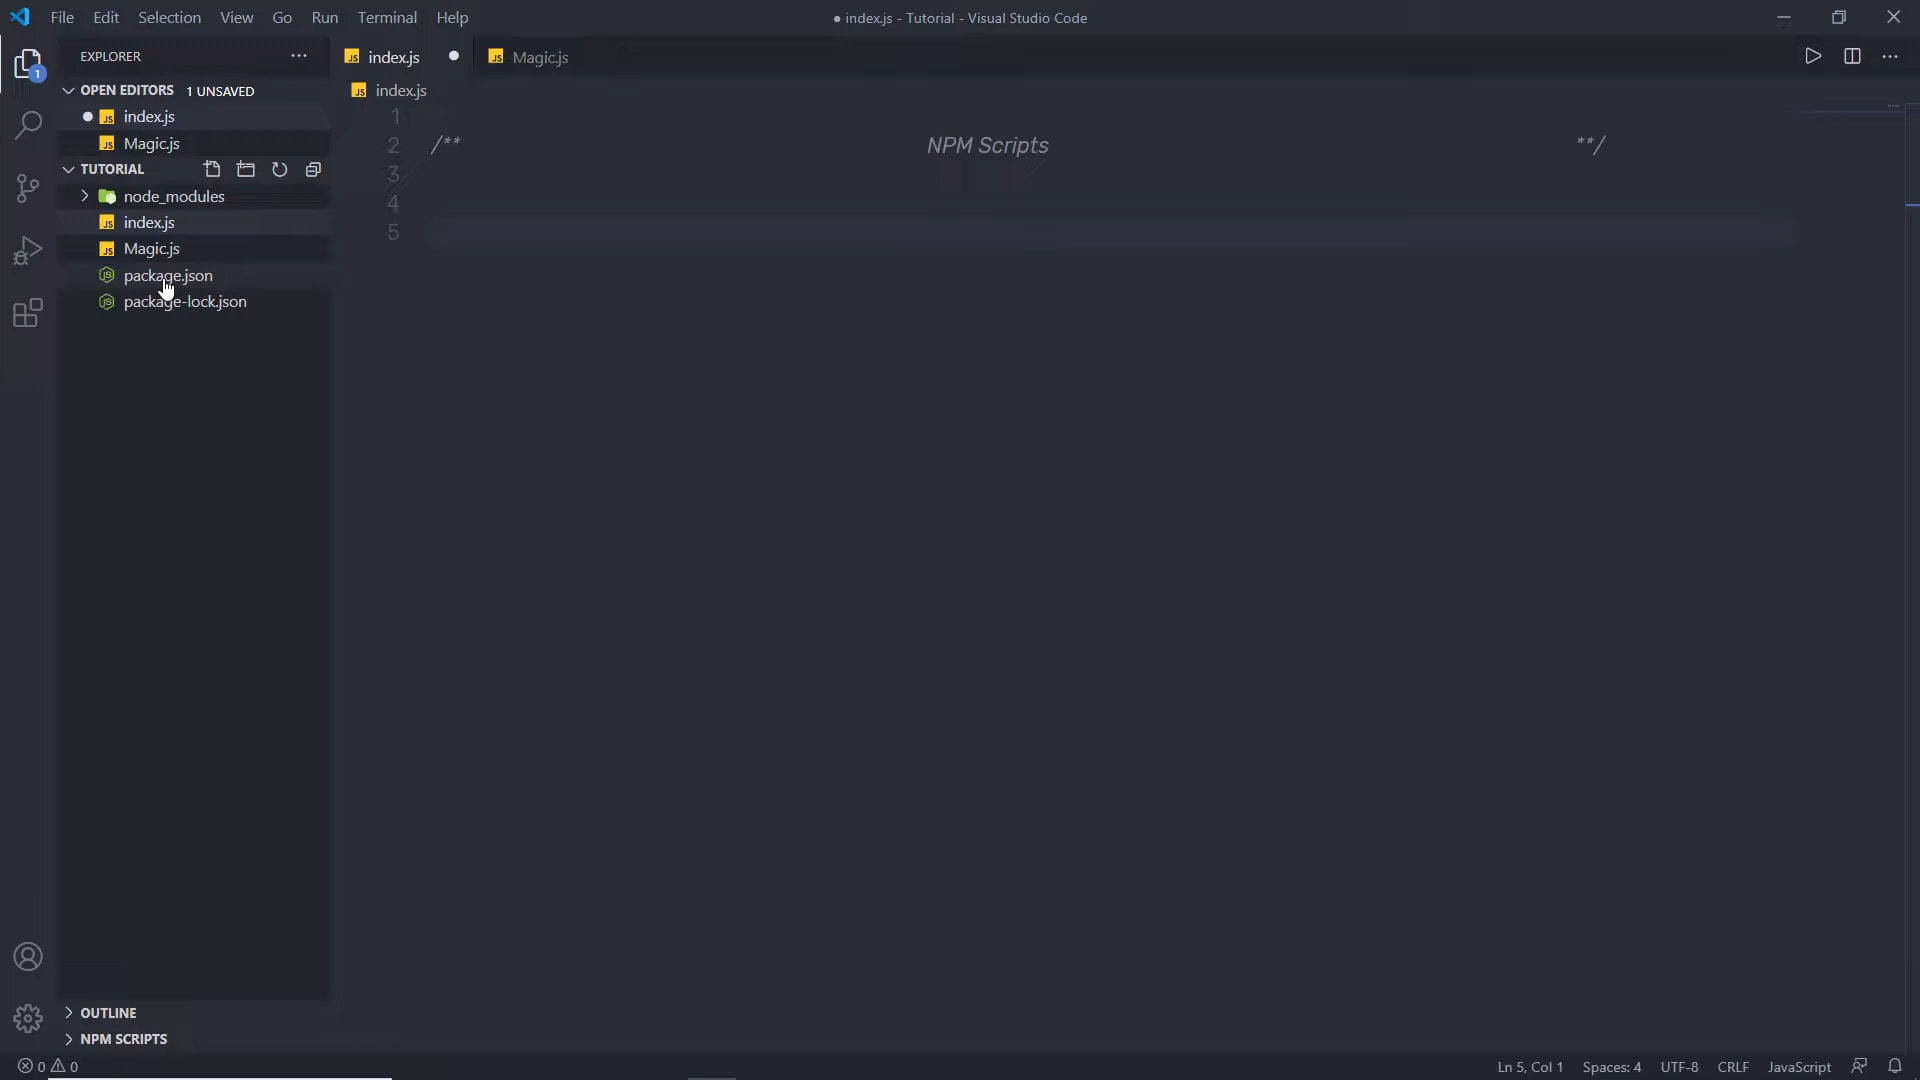 File Edit Selection View Go Run Terminal Help
● index.js - Tutorial - Visual Studio Code
EXPLORER
index.js
Magic.js
OPEN EDITORS 1 UNSAVED
index.js
Magic.js
TUTORIAL
node_modules
index.js
Magic.js
package.json
package-lock.json
OUTLINE
NPM SCRIPTS
1
index.js
1
2 /** NPM Scripts **/
3
4
5
0 0
Ln 5, Col 1 Spaces: 4 UTF-8 CRLF JavaScript